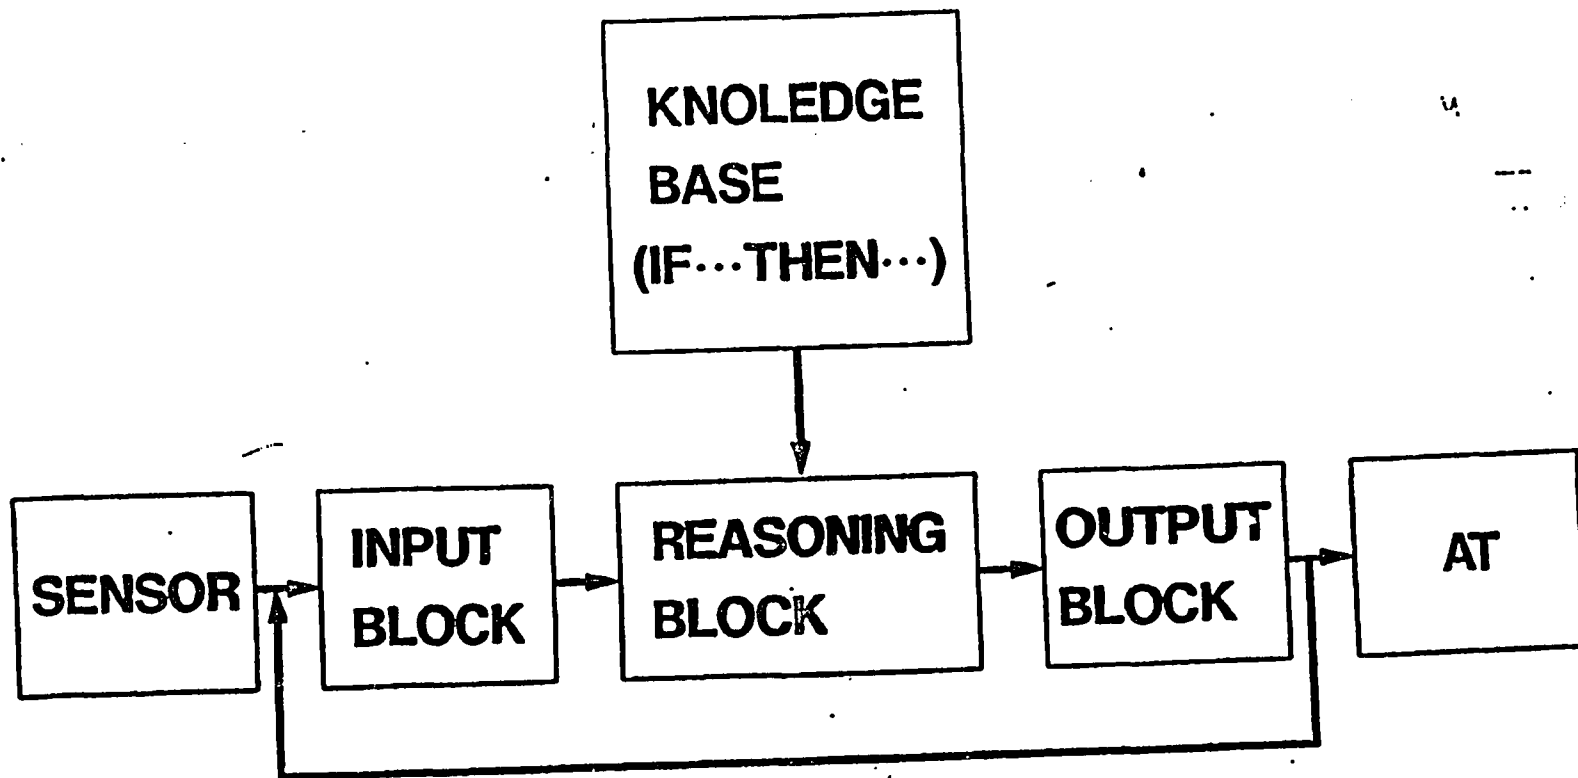 KNOLEDGE
BASE
(IF···THEN···)
SENSOR
INPUT
BLOCK
REASONING
BLOCK
OUTPUT
BLOCK
AT